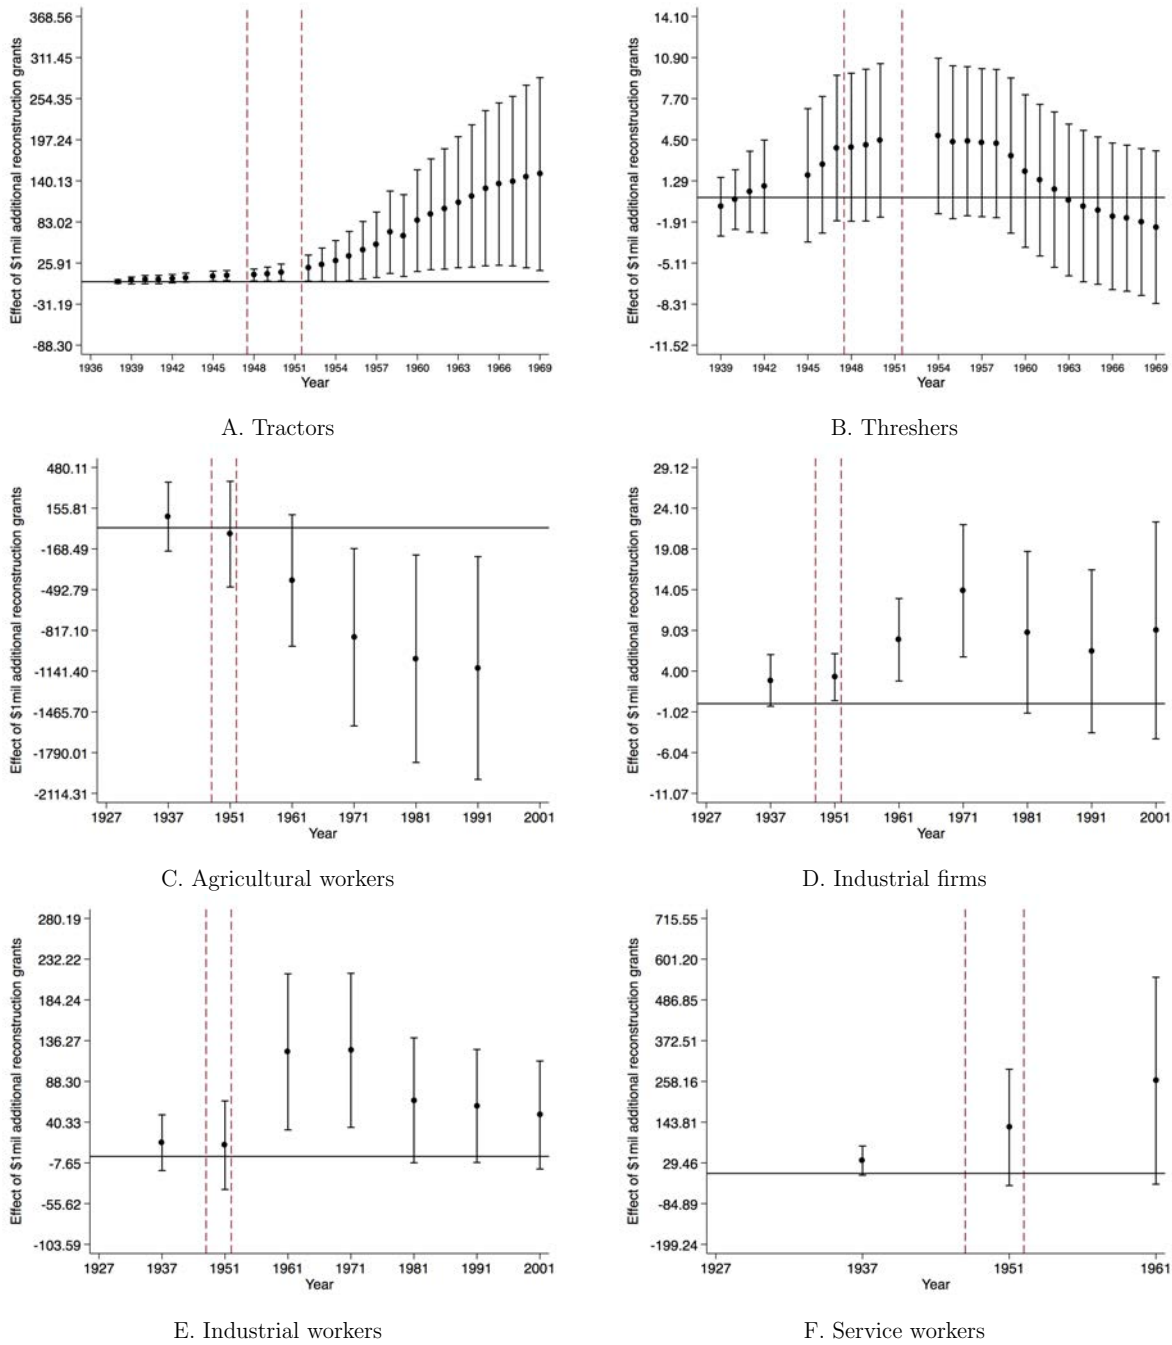 Effect of $1mil additional reconstruction grants
368.56
311.45
254.35
197.24
140.13
83.02
25.91
-31.19
-88.30
1936 1939 1942 1945 1948 1951 1954 1957 1960 1963 1966 1969
Year
A. Tractors
Effect of $1mil additional reconstruction grants
14.10
10.90
7.70
4.50
1.29
-1.91
-5.11
-8.31
-11.52
1939 1942 1945 1948 1951 1954 1957 1960 1963 1966 1969
Year
B. Threshers
Effect of $1mil additional reconstruction grants
480.11
155.81
-168.49
-492.79
-817.10
-1141.40
-1465.70
-1790.01
-2114.31
1927 1937 1951 1961 1971 1981 1991 2001
Year
C. Agricultural workers
Effect of $1mil additional reconstruction grants
29.12
24.10
19.08
14.05
9.03
4.00
-1.02
-6.04
-11.07
1927 1937 1951 1961 1971 1981 1991 2001
Year
D. Industrial firms
Effect of $1mil additional reconstruction grants
280.19
232.22
184.24
136.27
88.30
40.33
-7.65
-55.62
-103.59
1927 1937 1951 1961 1971 1981 1991 2001
Year
E. Industrial workers
Effect of $1mil additional reconstruction grants
715.55
601.20
486.85
372.51
258.16
143.81
29.46
-84.89
-199.24
1927 1937 1951 1961
Year
F. Service workers